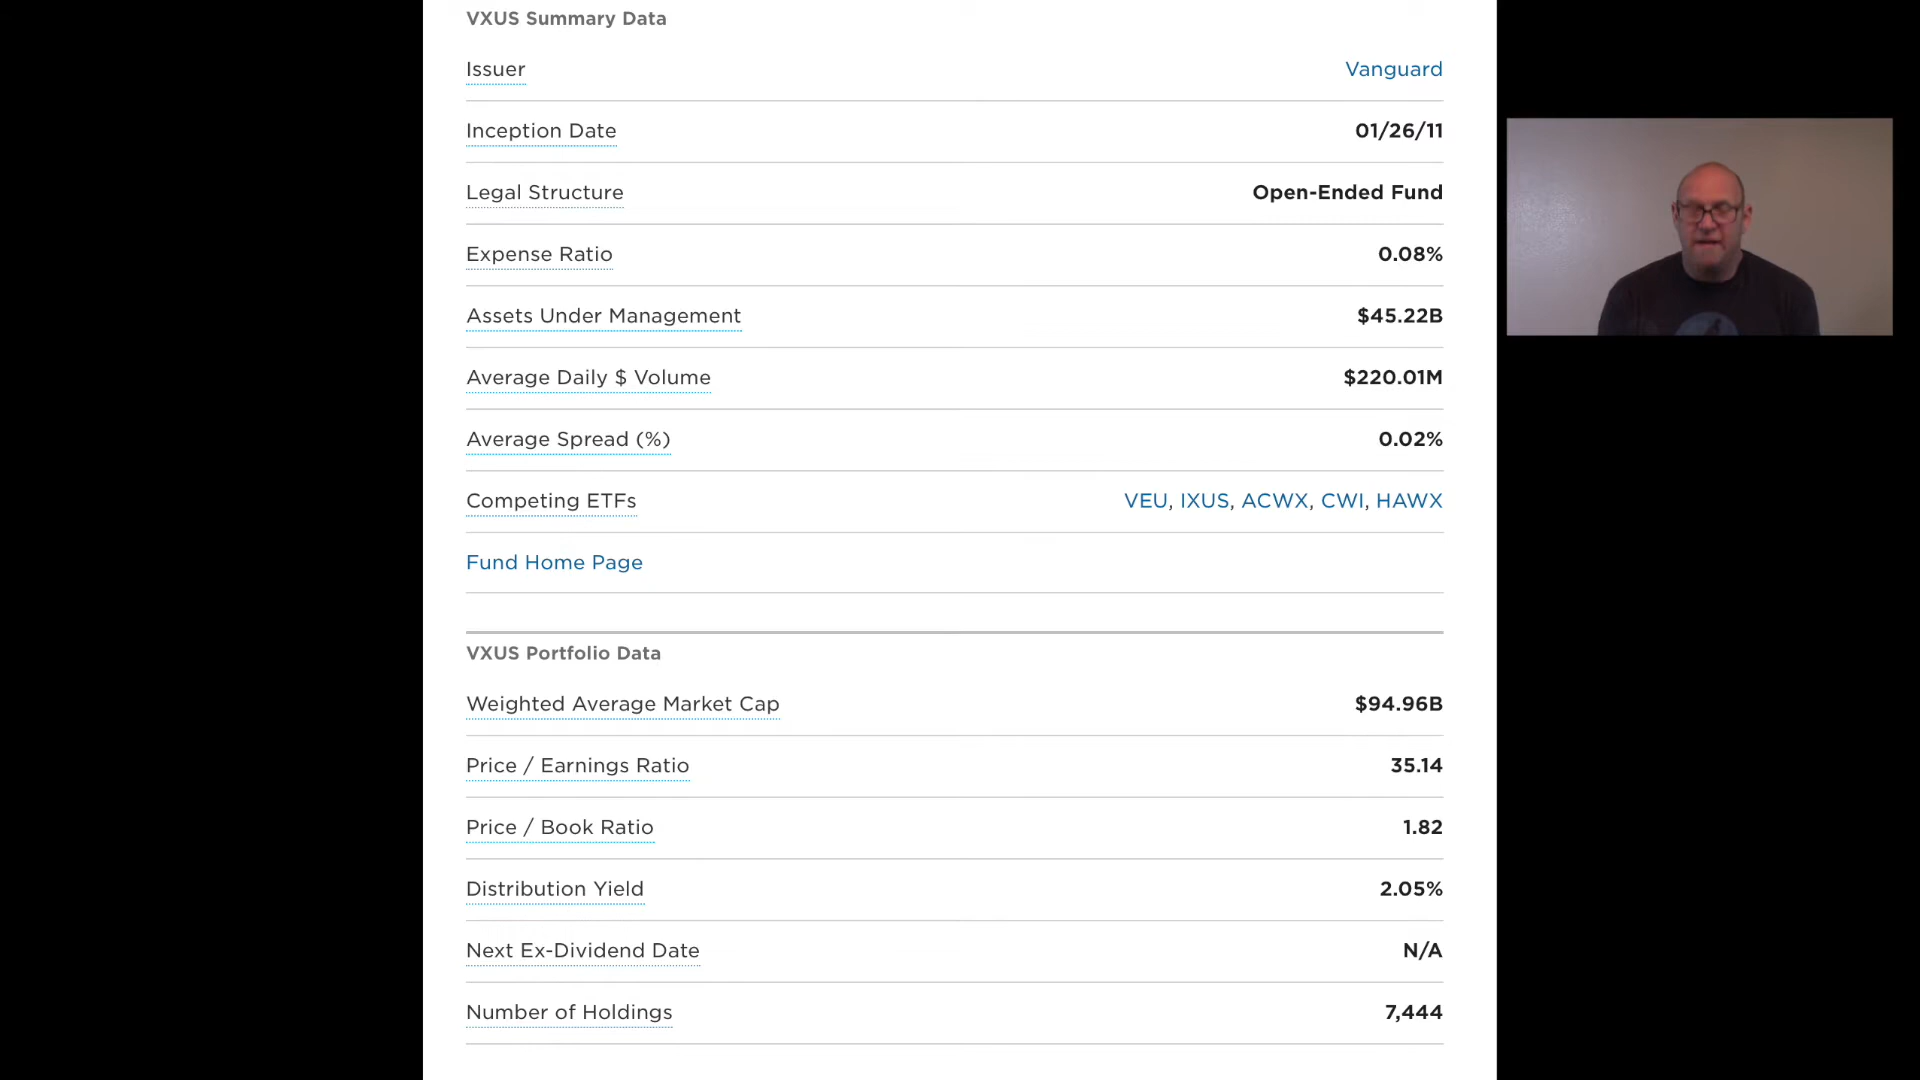 VXUS Summary Data
Issuer Vanguard
Inception Date 01/26/11
Legal Structure Open-Ended Fund
Expense Ratio 0.08%
Assets Under Management $45.22B
Average Daily $ Volume $220.01M
Average Spread (%) 0.02%
Competing ETFs VEU, IXUS, ACWX, CWI, HAWX
Fund Home Page
VXUS Portfolio Data
Weighted Average Market Cap $94.96B
Price / Earnings Ratio 35.14
Price / Book Ratio 1.82
Distribution Yield 2.05%
Next Ex-Dividend Date N/A
Number of Holdings 7,444